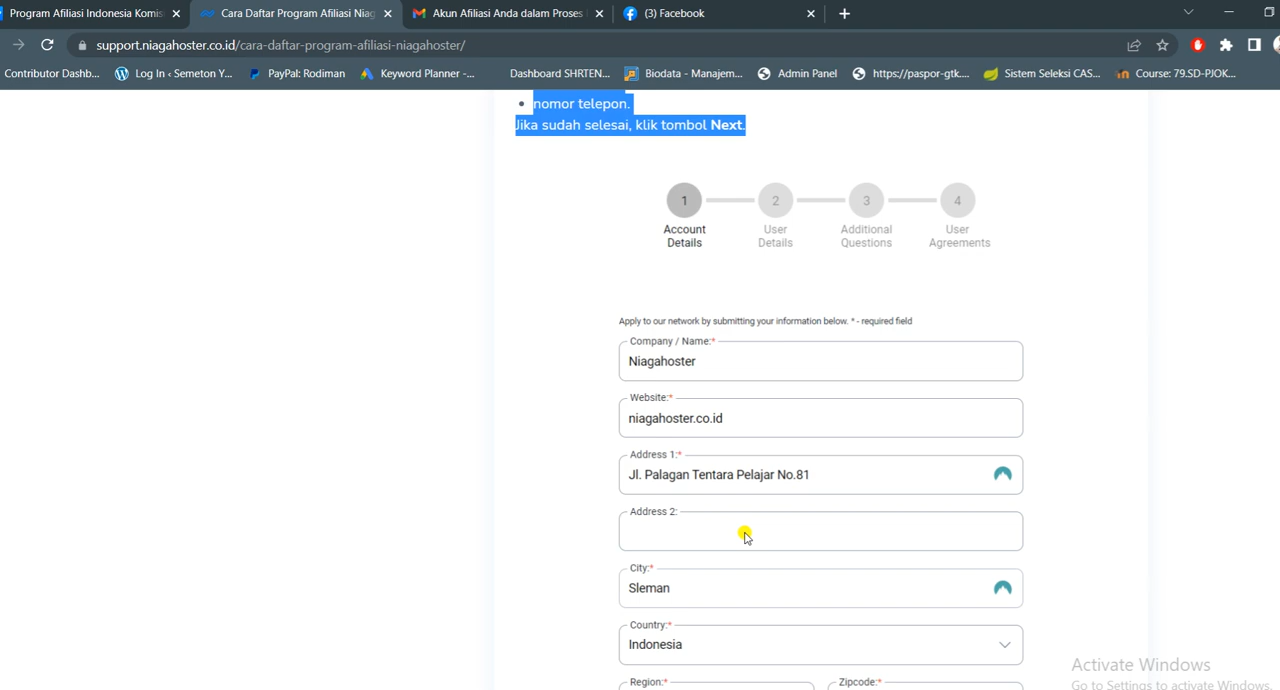 Program Afiliasi Indonesia Komis
Cara Daftar Program Afiliasi Niag
Akun Afiliasi Anda dalam Proses
(3) Facebook
support.niagahoster.co.id/cara-daftar-program-afiliasi-niagahoster/
Contributor Dashb...
Log In ‹ Semeton Y...
PayPal: Rodiman
Keyword Planner -...
Dashboard SHRTEN...
Biodata - Manajem...
Admin Panel
https://paspor-gtk....
Sistem Seleksi CAS...
Course: 79.SD-PJOK...
• nomor telepon.
Jika sudah selesai, klik tombol Next.
1
2
3
4
Account Details
User Details
Additional Questions
User Agreements
Apply to our network by submitting your information below. * - required field
Company / Name:*
Niagahoster
Website:*
niagahoster.co.id
Address 1:*
Jl. Palagan Tentara Pelajar No.81
Address 2:
City:*
Sleman
Country:*
Indonesia
Region:*
Zipcode:*
Activate Windows
Go to Settings to activate Windows.